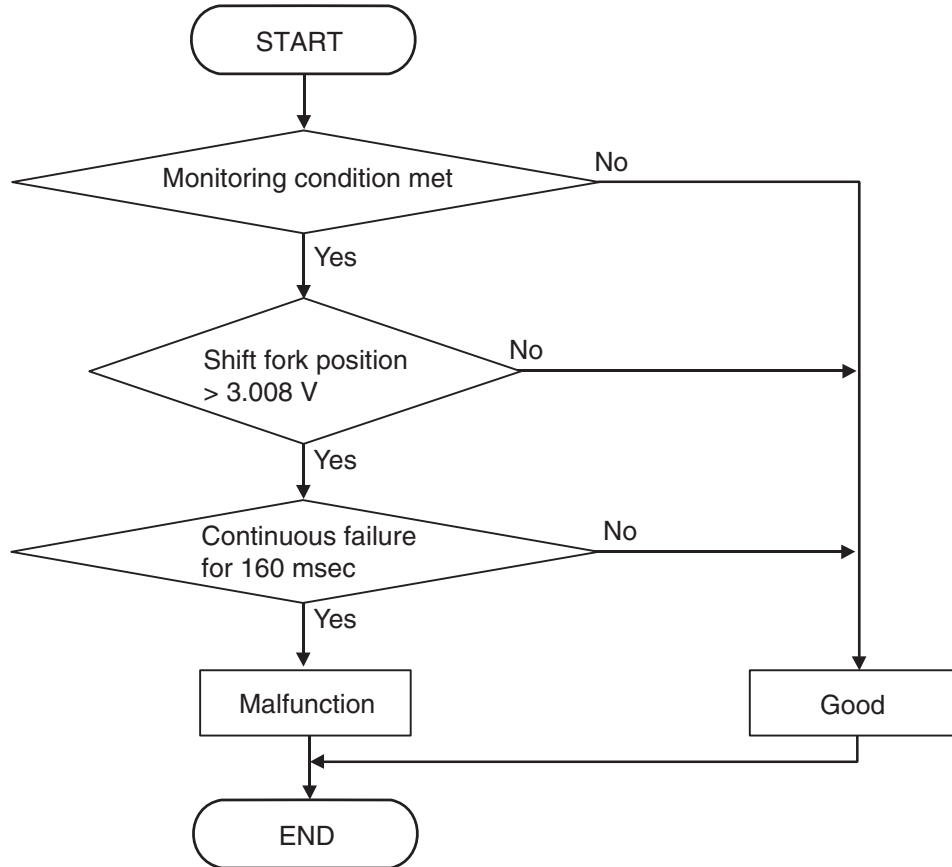 START
Monitoring condition met
No
Yes
Shift fork position
> 3.008 V
No
Yes
Continuous failure
for 160 msec
No
Yes
Malfunction
Good
END